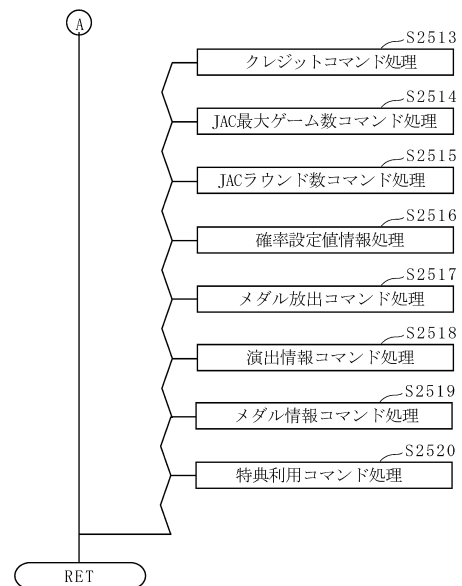 A
S2513
クレジットコマンド処理
S2514
JAC最大ゲーム数コマンド処理
S2515
JACラウンド数コマンド処理
S2516
確率設定値情報処理
S2517
メダル放出コマンド処理
S2518
演出情報コマンド処理
S2519
メダル情報コマンド処理
S2520
特典利用コマンド処理
RET